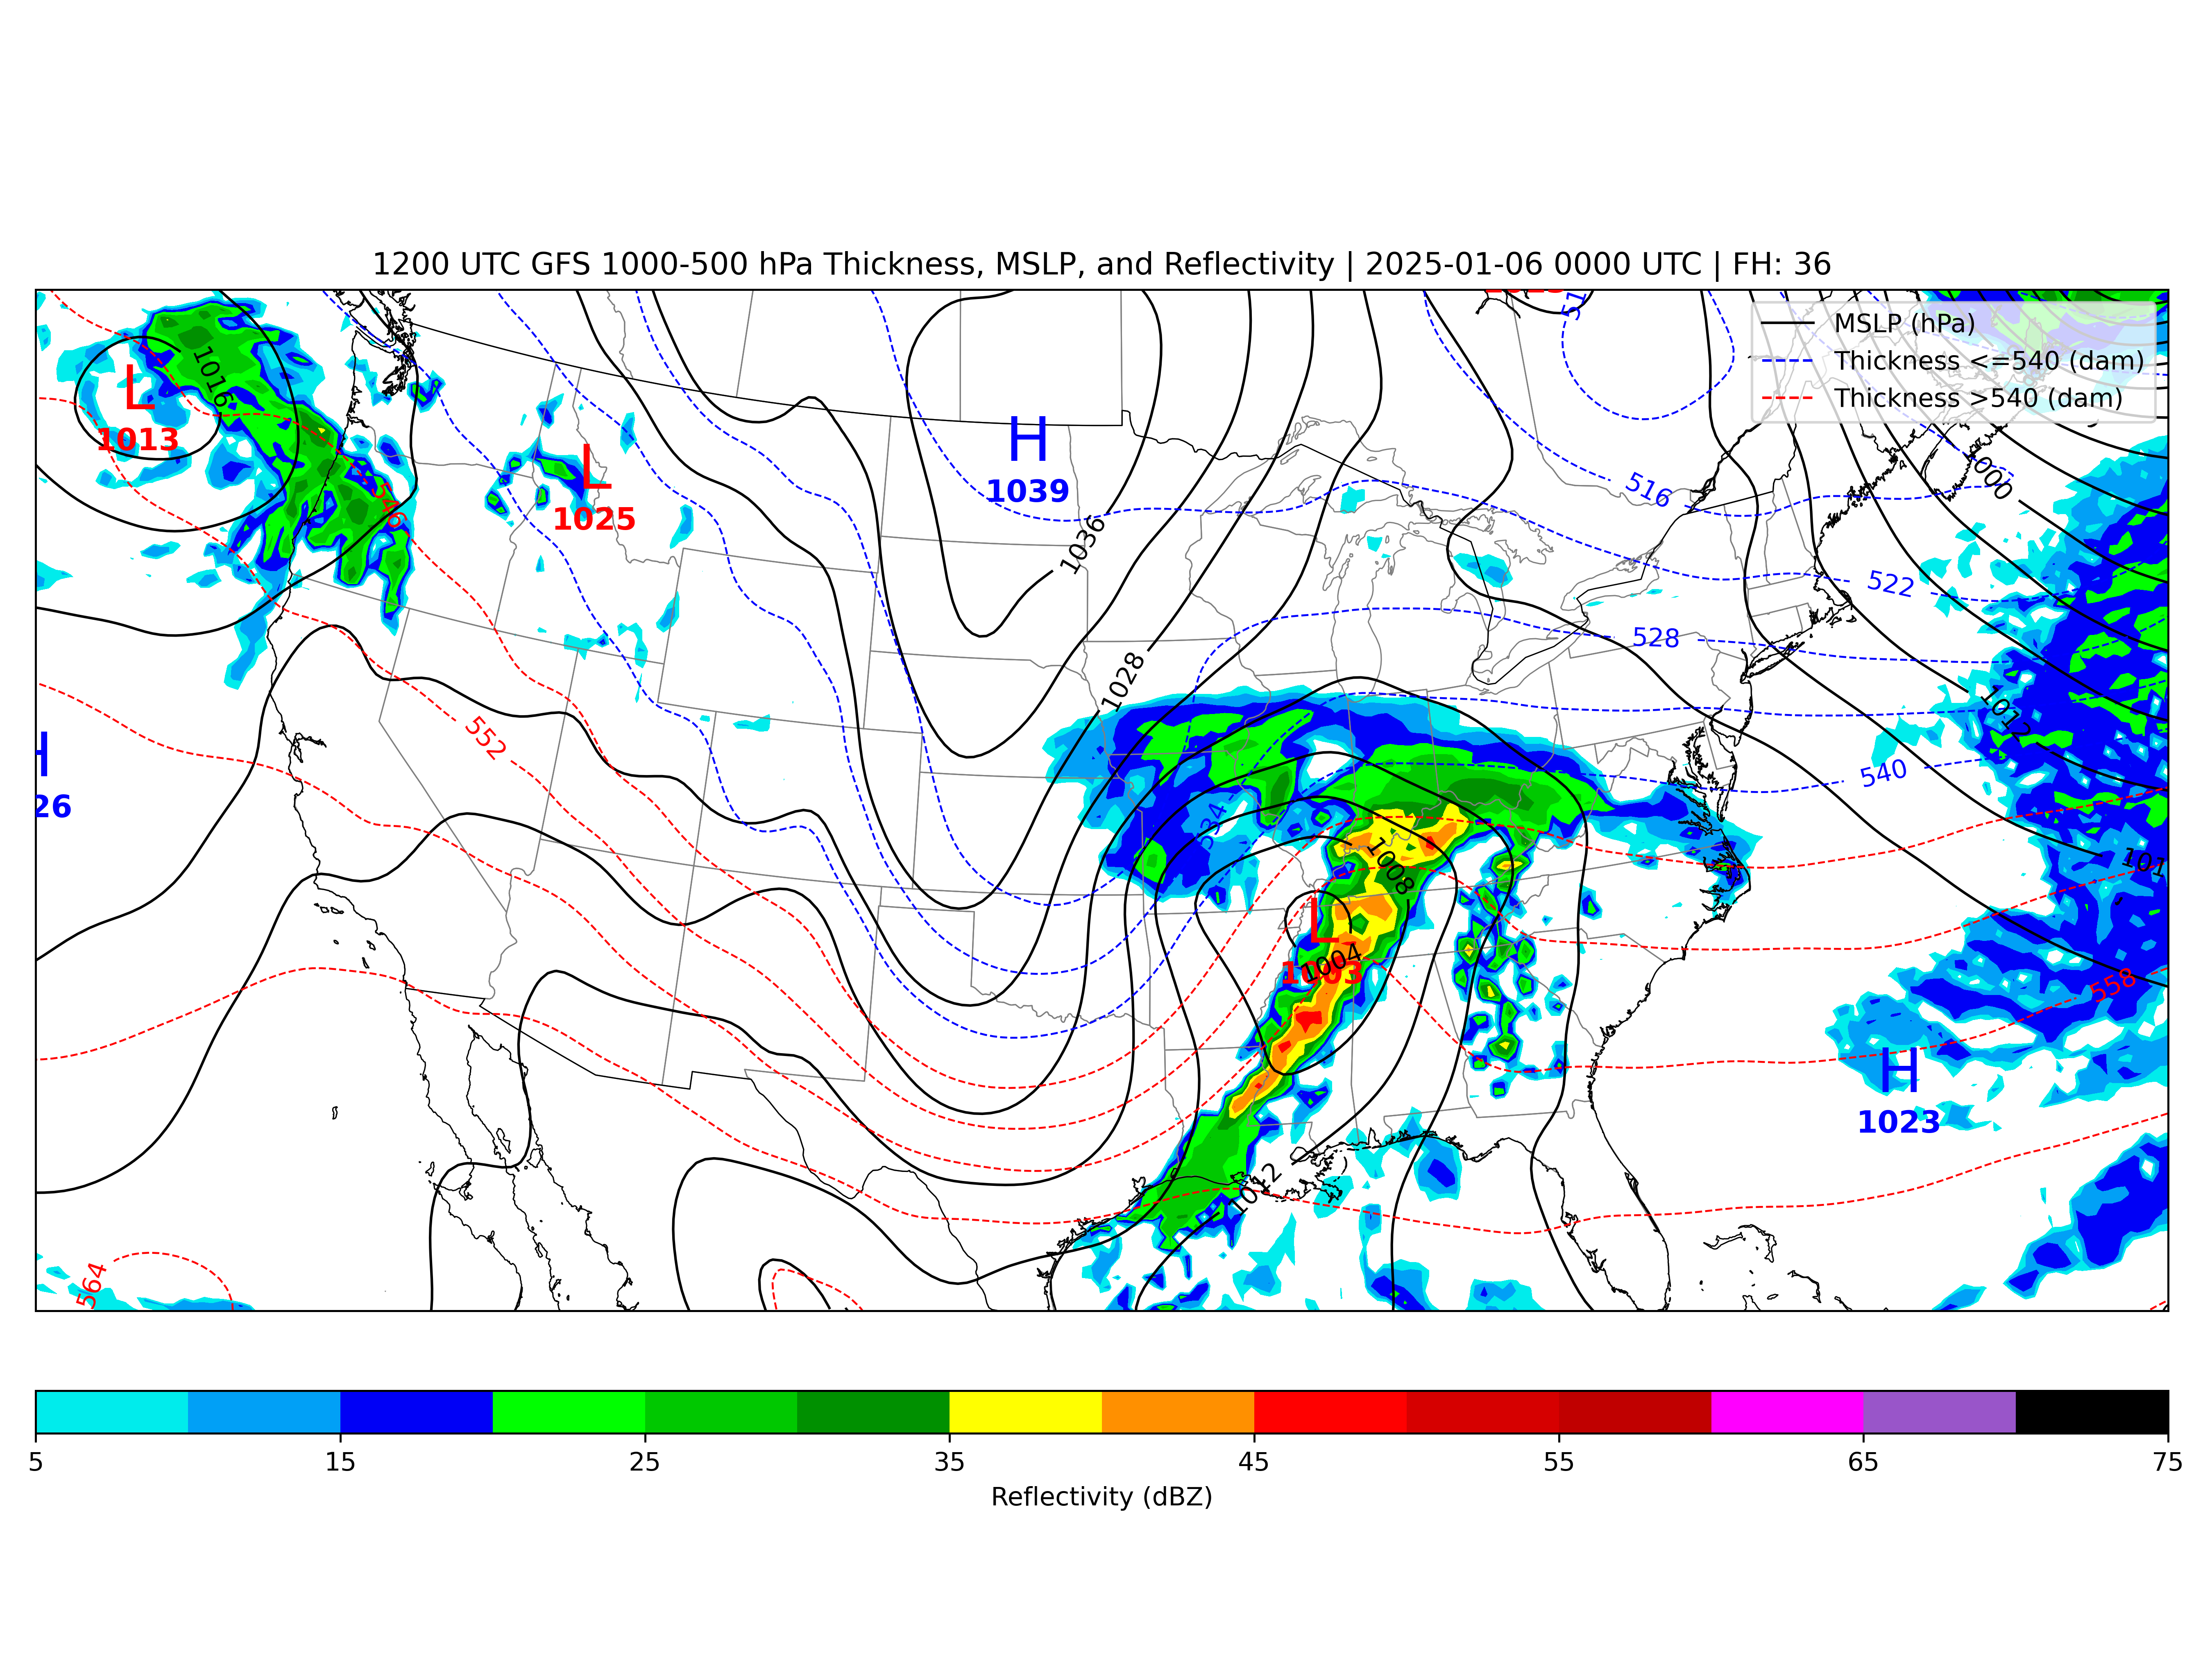 1200 UTC GFS 1000-500 hPa Thickness, MSLP, and Reflectivity | 2025-01-06 0000 UTC | FH: 36
MSLP (hPa)
Thickness <=540 (dam)
Thickness >540 (dam)
1016
L
1013
H
1039
L
1025
546
516
1036
522
528
1028
1012
552
H
26
540
534
1008
L
1003
1004
558
H
1023
1012
564
5 15 25 35 45 55 65 75
Reflectivity (dBZ)